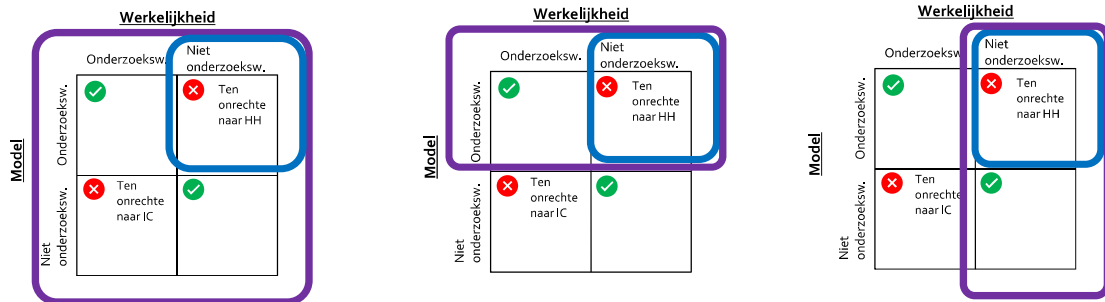 Werkelijkheid
Onderzoeksw.
Niet
onderzoeksw.
Model
Onderzoeksw.
Ten
onrechte
naar HH
Niet
onderzoeksw.
Ten
onrechte
naar IC
Werkelijkheid
Onderzoeksw.
Niet
onderzoeksw.
Model
Onderzoeksw.
Ten
onrechte
naar HH
Niet
onderzoeksw.
Ten
onrechte
naar IC
Werkelijkheid
Onderzoeksw.
Niet
onderzoeksw.
Model
Onderzoeksw.
Ten
onrechte
naar HH
Niet
onderzoeksw.
Ten
onrechte
naar IC